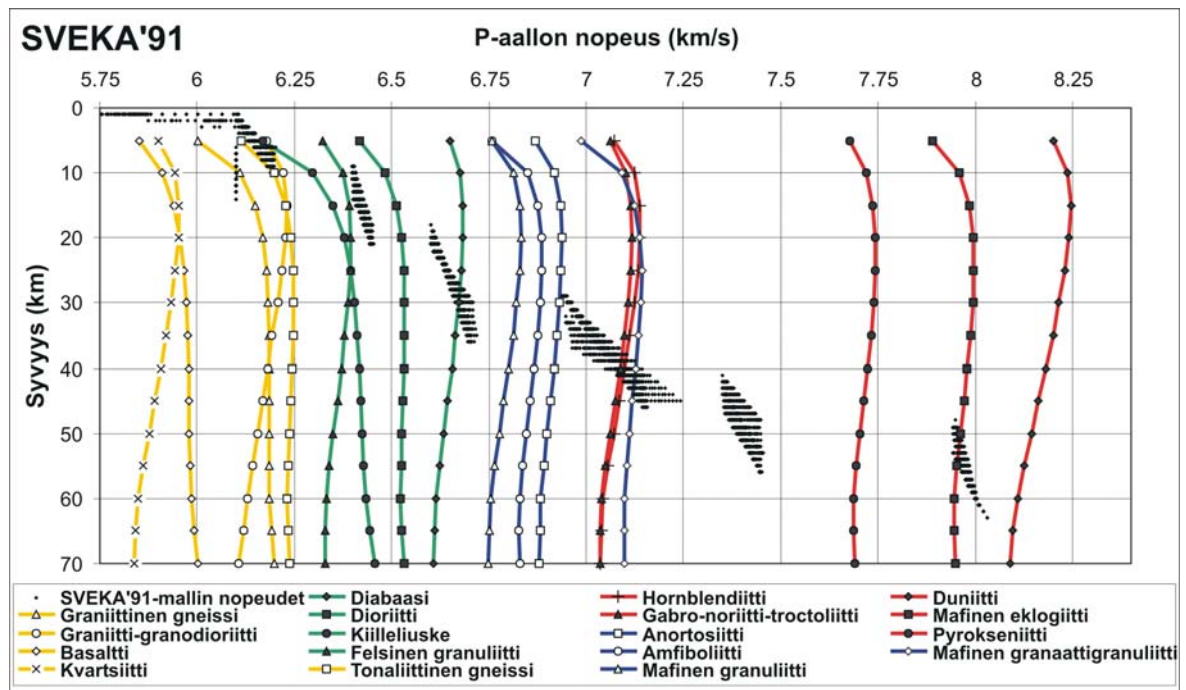 SVEKA'91
P-aallon nopeus (km/s)
5.75 6 6.25 6.5 6.75 7 7.25 7.5 7.75 8 8.25
Syvyys (km)
0
10
20
30
40
50
60
70
SVEKA'91-mallin nopeudet
Graniittinen gneissi
Graniitti-granodioriitti
Basaltti
Kvartsiitti
Diabaasi
Dioriitti
Kiilleliuske
Felsinen granuliitti
Tonaliittinen gneissi
Hornblendiitti
Gabro-noriitti-troctoliitti
Anortosiitti
Amfiboliitti
Mafinen granuliitti
Duniitti
Mafinen eklogiitti
Pyrokseniitti
Mafinen granaattigranuliitti